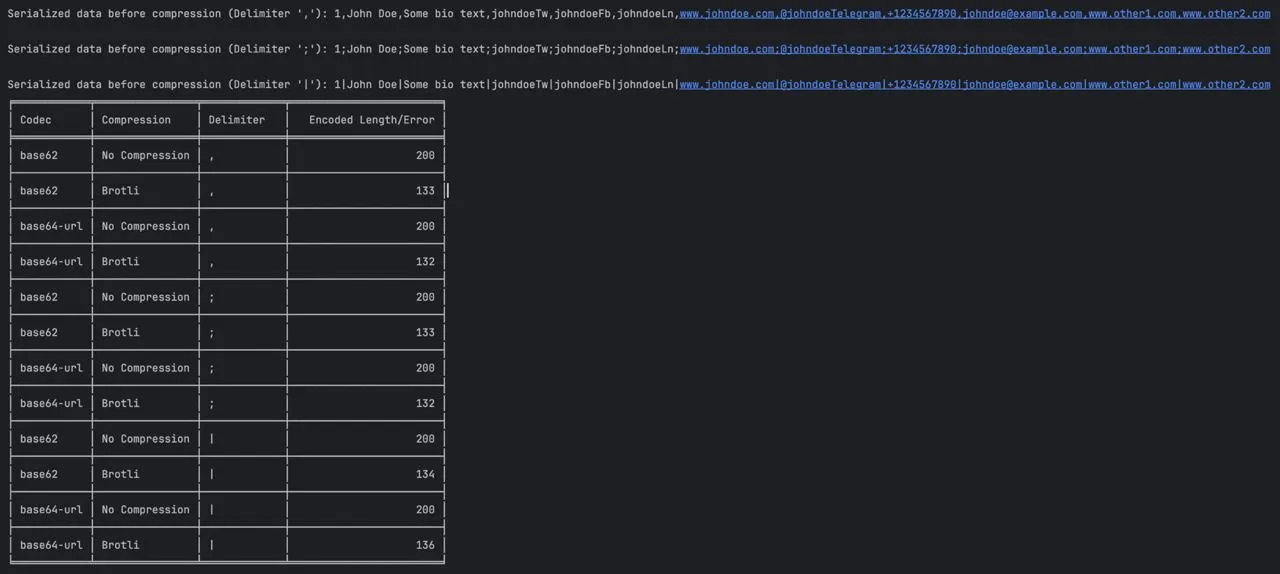 Serialized data before compression (Delimiter ','): 1,John Doe,Some bio text,johndoeTw,johndoeFb,johndoeLn,www.johndoe.com,@johndoeTelegram,+1234567890,johndoe@example.com,www.other1.com,www.other2.com
Serialized data before compression (Delimiter ';'): 1;John Doe;Some bio text;johndoeTw;johndoeFb;johndoeLn;www.johndoe.com;@johndoeTelegram;+1234567890;johndoe@example.com;www.other1.com;www.other2.com
Serialized data before compression (Delimiter '|'): 1|John Doe|Some bio text|johndoeTw|johndoeFb|johndoeLn|www.johndoe.com|@johndoeTelegram|+1234567890|johndoe@example.com|www.other1.com|www.other2.com
Codec Compression Delimiter Encoded Length/Error
base62 No Compression , 200
base62 Brotli , 133
base64-url No Compression , 200
base64-url Brotli , 132
base62 No Compression ; 200
base62 Brotli ; 133
base64-url No Compression ; 200
base64-url Brotli ; 132
base62 No Compression | 200
base62 Brotli | 134
base64-url No Compression | 200
base64-url Brotli | 136